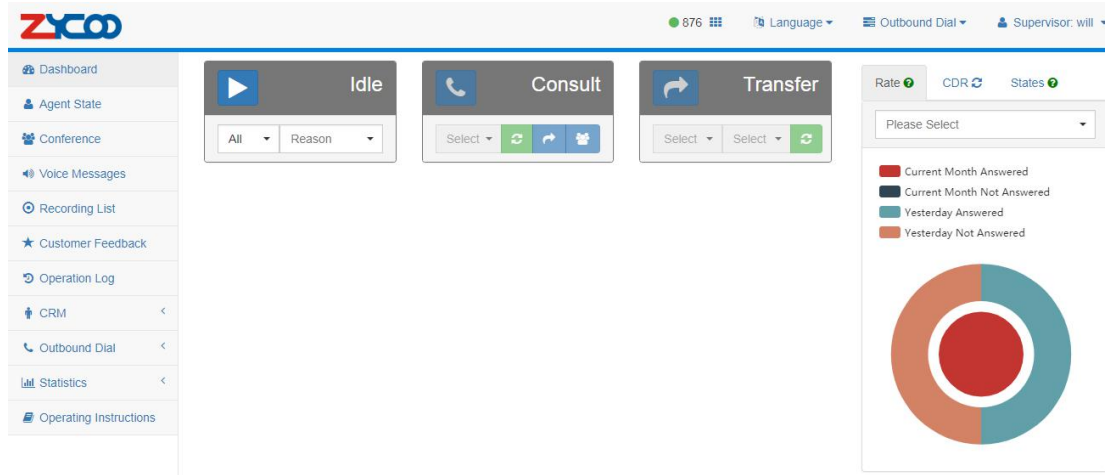 ZYCOO
876 Language Outbound Dial Supervisor: will
Dashboard
Agent State
Conference
Voice Messages
Recording List
Customer Feedback
Operation Log
CRM
Outbound Dial
Statistics
Operating Instructions
Idle
All Reason
Consult
Select
Transfer
Select Select
Rate CDR States
Please Select
Current Month Answered
Current Month Not Answered
Yesterday Answered
Yesterday Not Answered